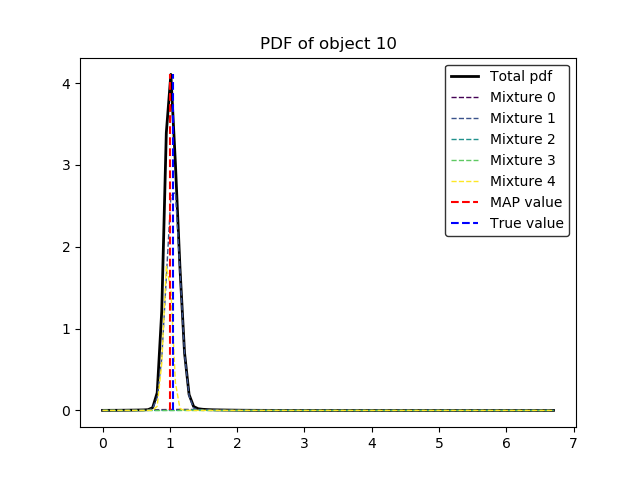 PDF of object 10
Total pdf
Mixture 0
Mixture 1
Mixture 2
Mixture 3
Mixture 4
MAP value
True value
4
3
2
1
0
0 1 2 3 4 5 6 7